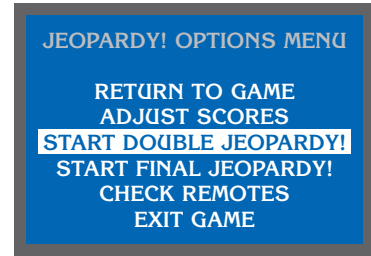 JEOPARDY! OPTIONS MENU
RETURN TO GAME
ADJUST SCORES
START DOUBLE JEOPARDY!
START FINAL JEOPARDY!
CHECK REMOTES
EXIT GAME